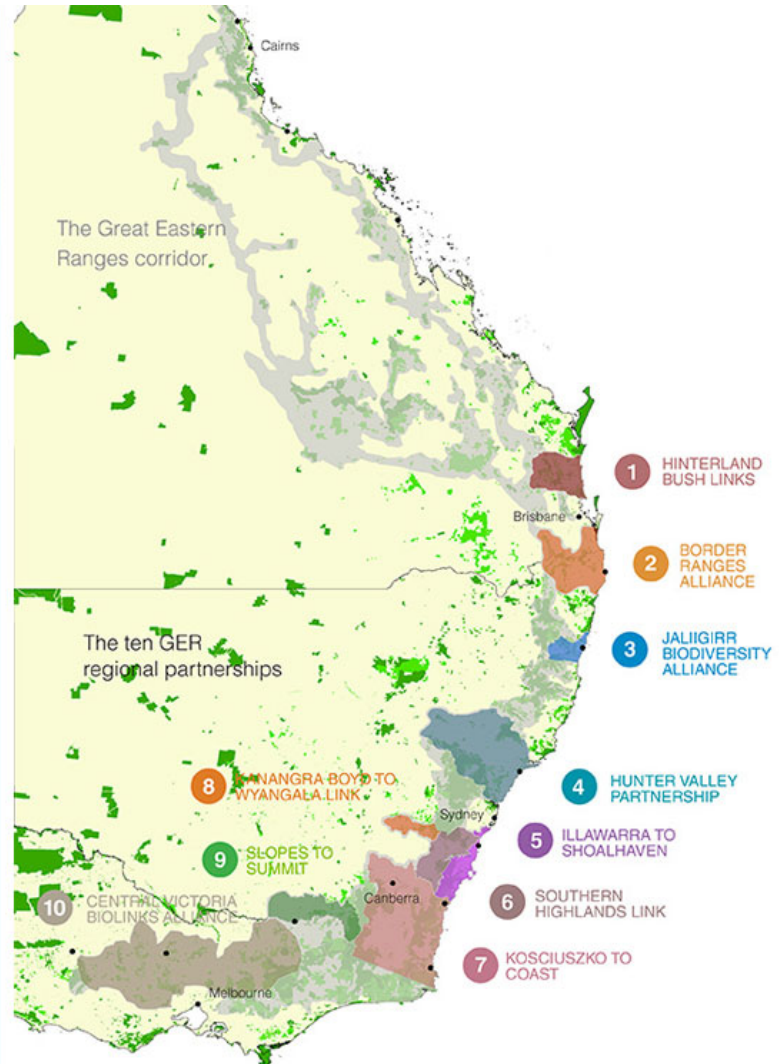 Cairns
The Great Eastern
Ranges corridor
1
HINTERLAND
BUSH LINKS
Brisbane
2
BORDER
RANGES
ALLIANCE
The ten GER
regional partnerships
3
JALIIGIRR
BIODIVERSITY
ALLIANCE
8
KANANGRA BOYD TO
WYANGALA LINK
4
HUNTER VALLEY
PARTNERSHIP
Sydney
5
ILLAWARRA TO
SHOALHAVEN
9
SLOPES TO
SUMMIT
Canberra
6
SOUTHERN
HIGHLANDS LINK
10
CENTRAL VICTORIA
BIOLINKS ALLIANCE
7
KOSCIUSZKO TO
COAST
Melbourne